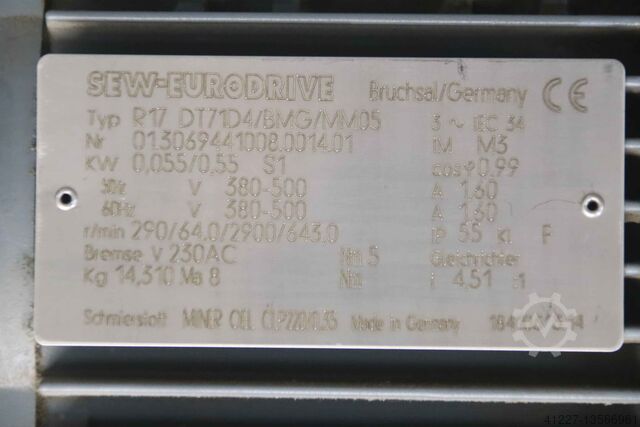 SEW-EURODRIVE Bruchsal/Germany CE
Typ R17 DT71D4/BMG/MM05 3 ~ IEC 34
Nr 01.3069441008.0014.01 IM M3
KW 0,055/0,55 S1 cosφ 0.99
50Hz V 380-500 A 1.60
60Hz V 380-500 A 1.60
r/min 290/64.0/2900/643.0 IP 55 Kl F
Bremse V 230AC Nm 5 Gleichrichter
Kg 14,310 Ma 8 Nm i 4,51 :1
Schmierstoff MINER OEL CLP220/0,35 Made in Germany
41227-13566961